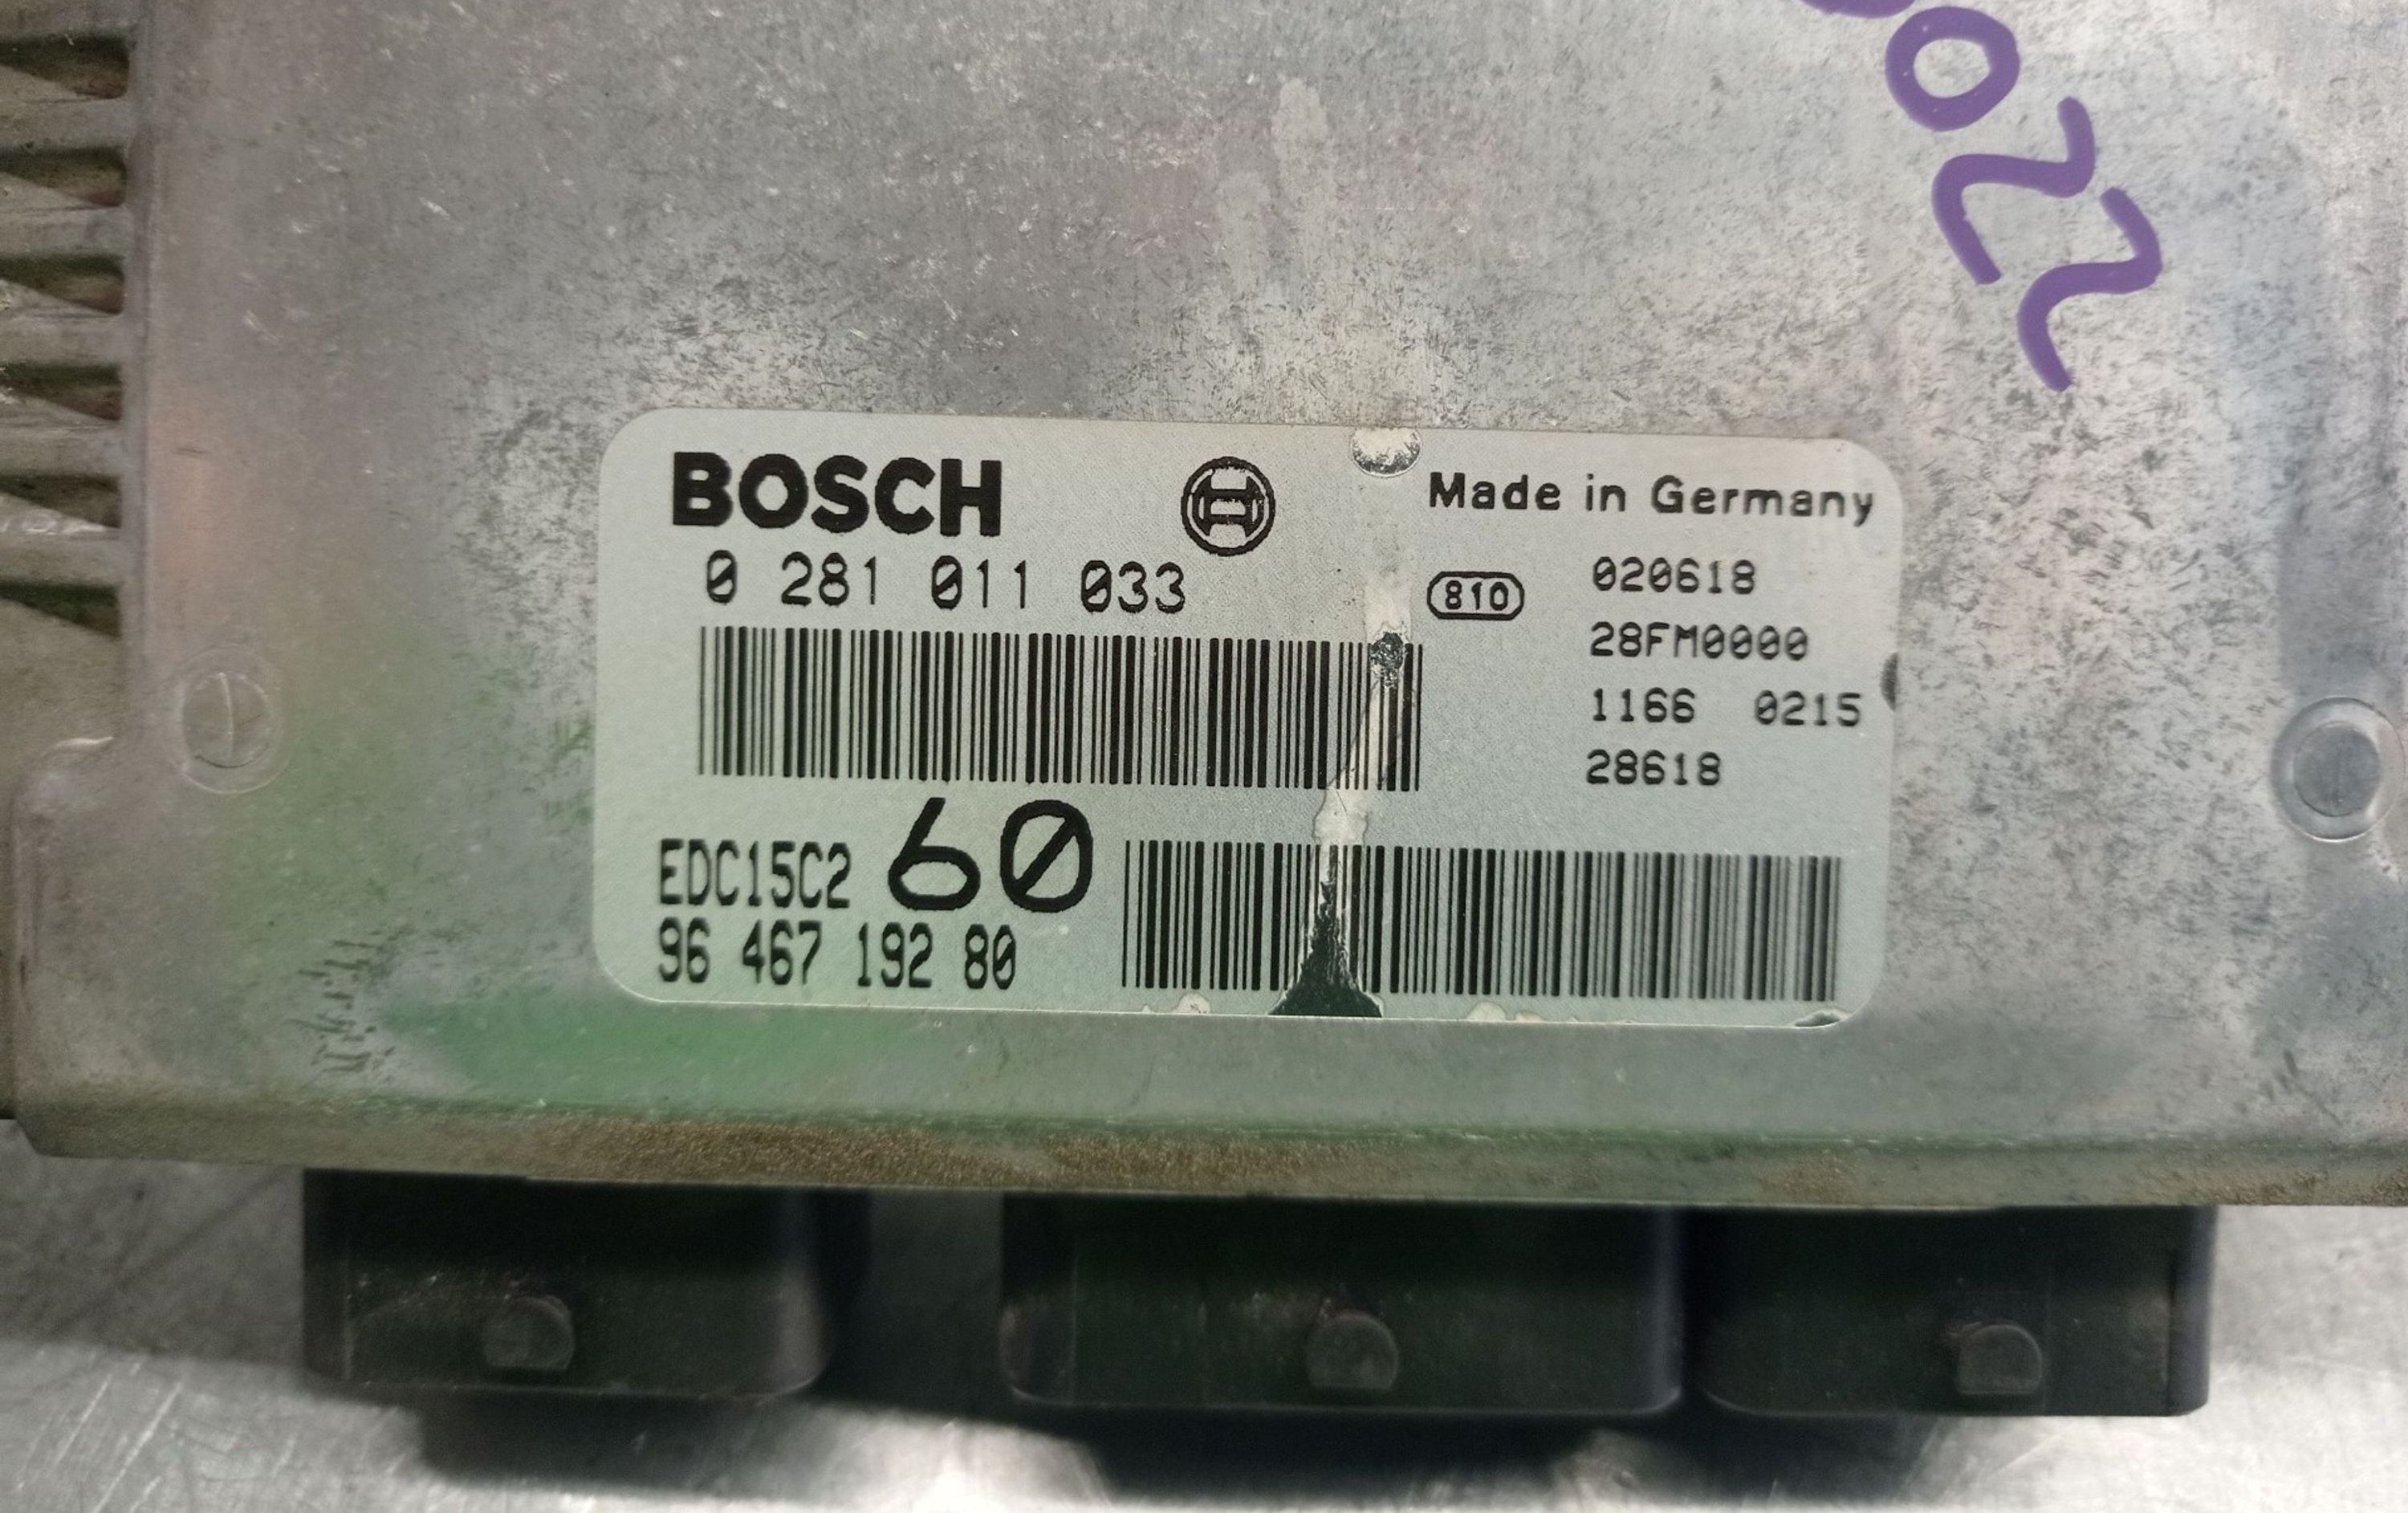 022
BOSCH
Made in Germany
0 281 011 033
810
020618
28FM0000
1166 0215
28618
EDC15C2 60
96 467 192 80